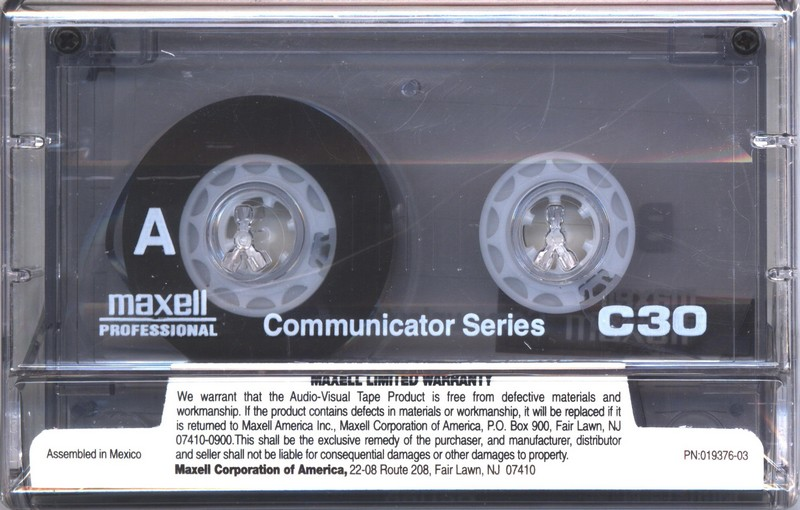 A
maxell
PROFESSIONAL
Communicator Series
C30
MAXELL LIMITED WARRANTY
We warrant that the Audio-Visual Tape Product is free from defective materials and
workmanship. If the product contains defects in materials or workmanship, it will be replaced if it
is returned to Maxell America Inc., Maxell Corporation of America, P.O. Box 900, Fair Lawn, NJ
07410-0900.This shall be the exclusive remedy of the purchaser, and manufacturer, distributor
and seller shall not be liable for consequential damages or other damages to property.
Maxell Corporation of America, 22-08 Route 208, Fair Lawn, NJ 07410
Assembled in Mexico
PN:019376-03